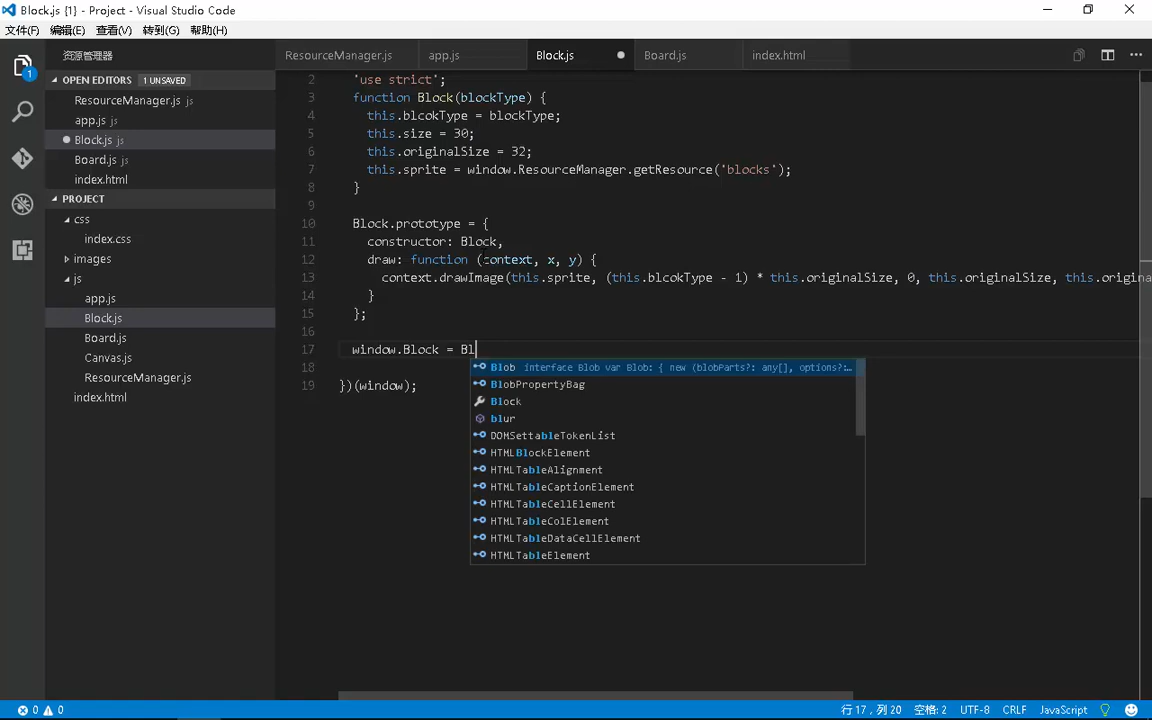 Block.js {1} - Project - Visual Studio Code
文件(F) 编辑(E) 查看(V) 转到(G) 帮助(H)
资源管理器
OPEN EDITORS 1 UNSAVED
ResourceManager.js js
app.js js
Block.js js
Board.js js
index.html
PROJECT
css
index.css
images
js
app.js
Block.js
Board.js
Canvas.js
ResourceManager.js
index.html
1
ResourceManager.js app.js Block.js Board.js index.html
2 'use strict';
3 function Block(blockType) {
4 this.blcokType = blockType;
5 this.size = 30;
6 this.originalSize = 32;
7 this.sprite = window.ResourceManager.getResource('blocks');
8 }
9
10 Block.prototype = {
11 constructor: Block,
12 draw: function (context, x, y) {
13 context.drawImage(this.sprite, (this.blcokType - 1) * this.originalSize, 0, this.originalSize, this.origina
14 }
15 };
16
17 window.Block = Bl
18
19 })(window);
Blob interface Blob var Blob: { new (blobParts?: any[], options?:…
BlobPropertyBag
Block
blur
DOMSettableTokenList
HTMLBlockElement
HTMLTableAlignment
HTMLTableCaptionElement
HTMLTableCellElement
HTMLTableColElement
HTMLTableDataCellElement
HTMLTableElement
0 0 行 17，列 20 空格: 2 UTF-8 CRLF JavaScript